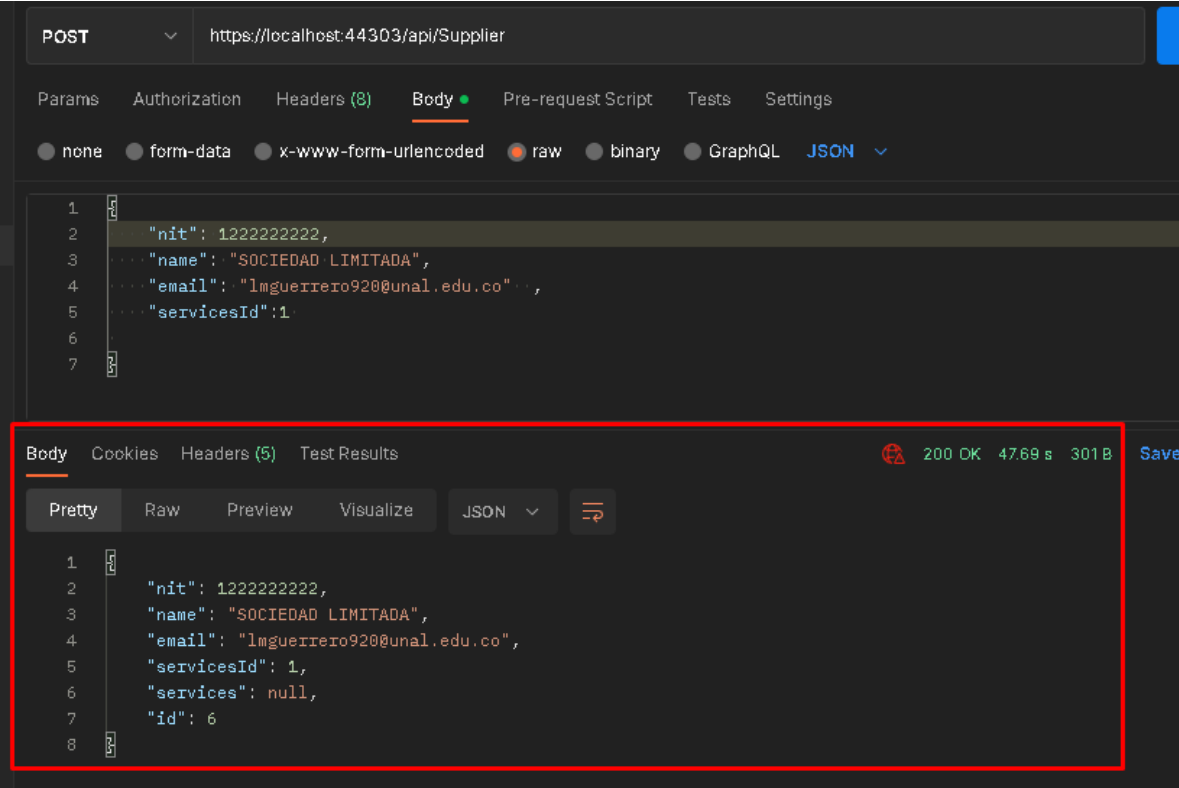 POST https://localhost:44303/api/Supplier
Params Authorization Headers (8) Body Pre-request Script Tests Settings
none form-data x-www-form-urlencoded raw binary GraphQL JSON
1 {
2 "nit": 1222222222,
3 "name": "SOCIEDAD LIMITADA",
4 "email": "lmguerrero920@unal.edu.co" ,
5 "servicesId":1
6
7 }
Body Cookies Headers (5) Test Results 200 OK 47.69 s 301 B Save
Pretty Raw Preview Visualize JSON
1 {
2 "nit": 1222222222,
3 "name": "SOCIEDAD LIMITADA",
4 "email": "lmguerrero920@unal.edu.co",
5 "servicesId": 1,
6 "services": null,
7 "id": 6
8 }